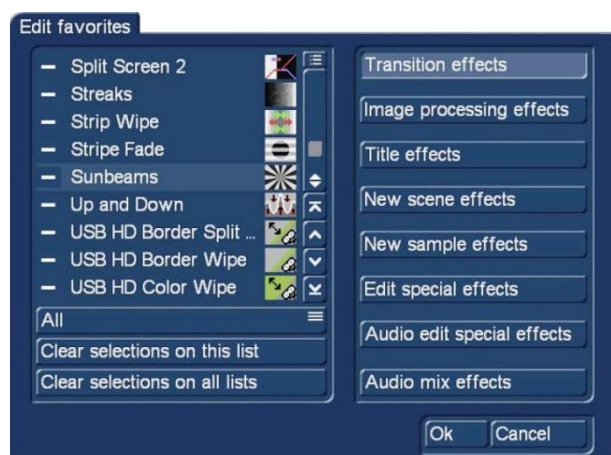 Edit favorites
Split Screen 2
Streaks
Strip Wipe
Stripe Fade
Sunbeams
Up and Down
USB HD Border Split ...
USB HD Border Wipe
USB HD Color Wipe
All
Clear selections on this list
Clear selections on all lists
Transition effects
Image processing effects
Title effects
New scene effects
New sample effects
Edit special effects
Audio edit special effects
Audio mix effects
Ok
Cancel